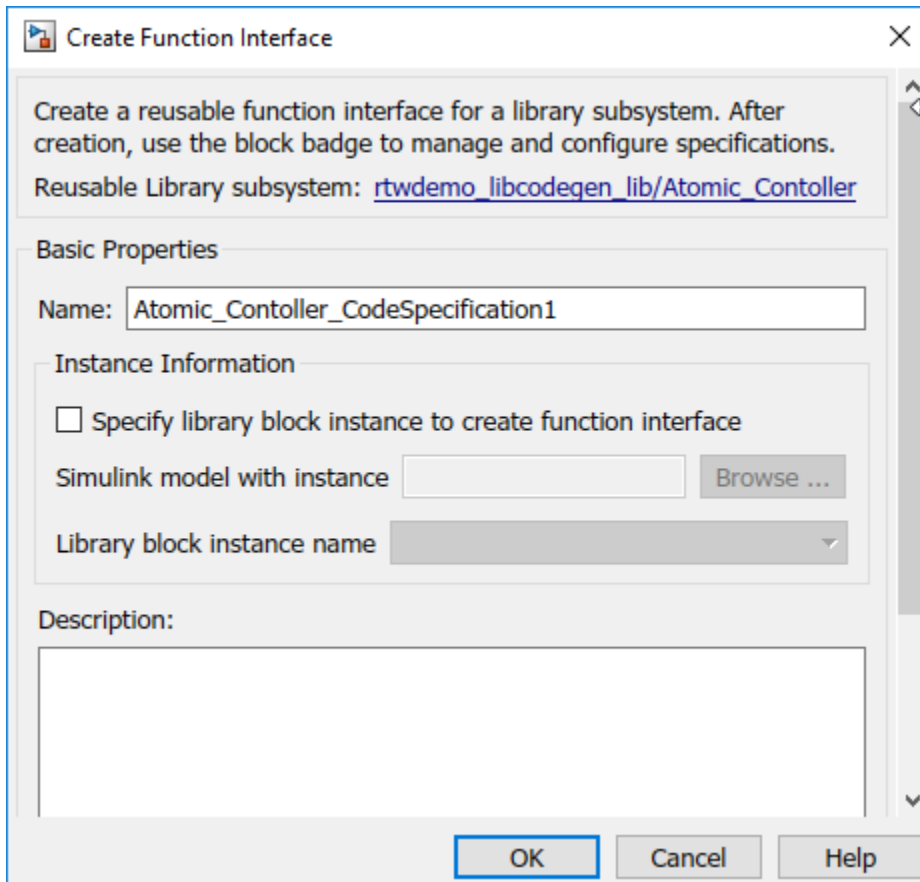 Create Function Interface
Create a reusable function interface for a library subsystem. After
creation, use the block badge to manage and configure specifications.
Reusable Library subsystem: rtwdemo_libcodegen_lib/Atomic_Contoller
Basic Properties
Name: Atomic_Contoller_CodeSpecification1
Instance Information
Specify library block instance to create function interface
Simulink model with instance Browse ...
Library block instance name
Description:
OK Cancel Help